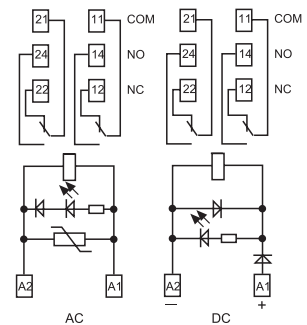 21 11 COM 21 11 COM
24 14 NO 24 14 NO
22 12 NC 22 12 NC
A2 A1 A2 A1
— +
AC DC